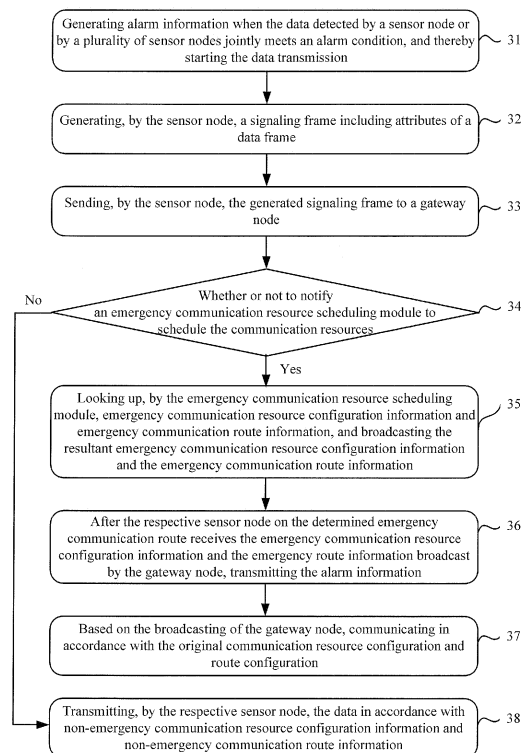 Generating alarm information when the data detected by a sensor node or
by a plurality of sensor nodes jointly meets an alarm condition, and thereby
starting the data transmission
31
Generating, by the sensor node, a signaling frame including attributes of a
data frame
32
Sending, by the sensor node, the generated signaling frame to a gateway
node
33
Whether or not to notify
an emergency communication resource scheduling module to
schedule the communication resources
34
No
Yes
Looking up, by the emergency communication resource scheduling
module, emergency communication resource configuration information and
emergency communication route information, and broadcasting the
resultant emergency communication resource configuration information
and the emergency communication route information
35
After the respective sensor node on the determined emergency
communication route receives the emergency communication resource
configuration information and the emergency route information broadcast
by the gateway node, transmitting the alarm information
36
Based on the broadcasting of the gateway node, communicating in
accordance with the original communication resource configuration and
route configuration
37
Transmitting, by the respective sensor node, the data in accordance with
non-emergency communication resource configuration information and
non-emergency communication route information
38